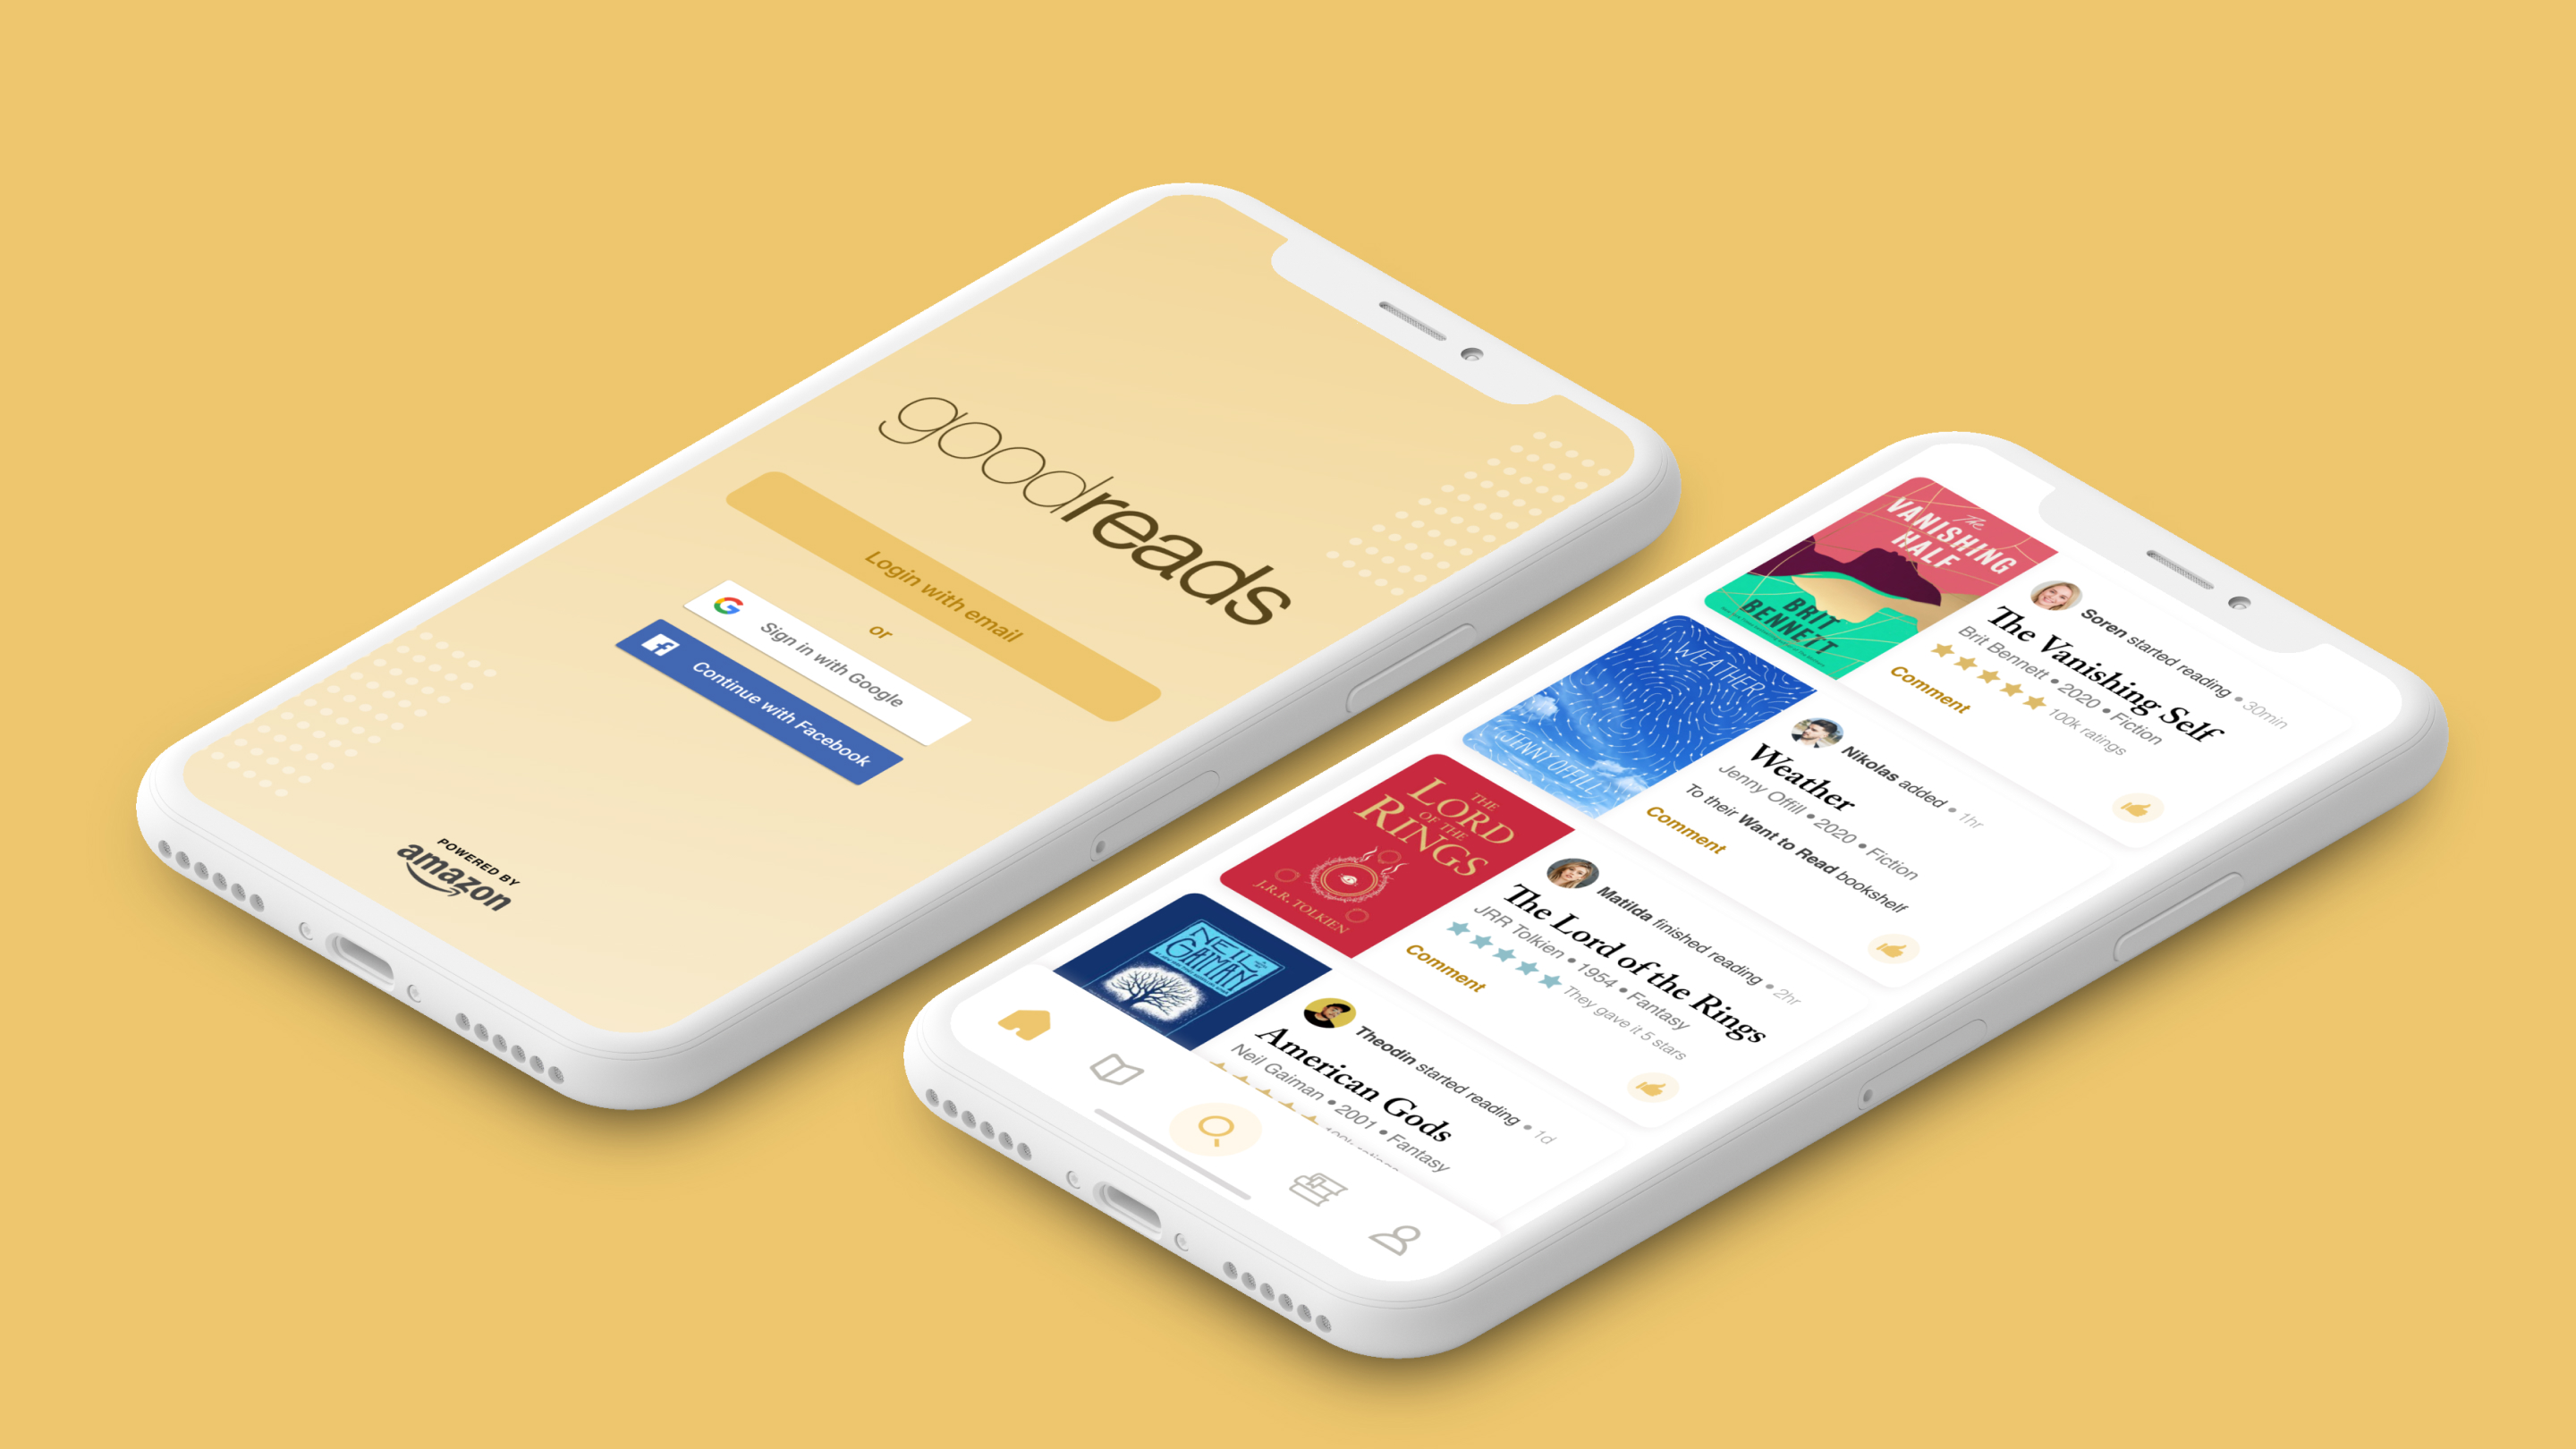 goodreads
Login with email
or
Sign in with Google
Continue with Facebook
POWERED BY
amazon
The
VANISHING
HALF
BRIT
BENNETT
Soren started reading • 30min
The Vanishing Self
Brit Bennett • 2020 • Fiction
100k ratings
Comment
WEATHER
JENNY OFFILL
Nikolas added • 1hr
Weather
Jenny Offill • 2020 • Fiction
To their Want to Read bookshelf
Comment
THE
LORD
OF THE
RINGS
J.R.R. TOLKIEN
Matilda finished reading • 2hr
The Lord of the Rings
JRR Tolkien • 1954 • Fantasy
They gave it 5 stars
Comment
NEIL
GAIMAN
Theodin started reading • 1d
American Gods
Neil Gaiman • 2001 • Fantasy